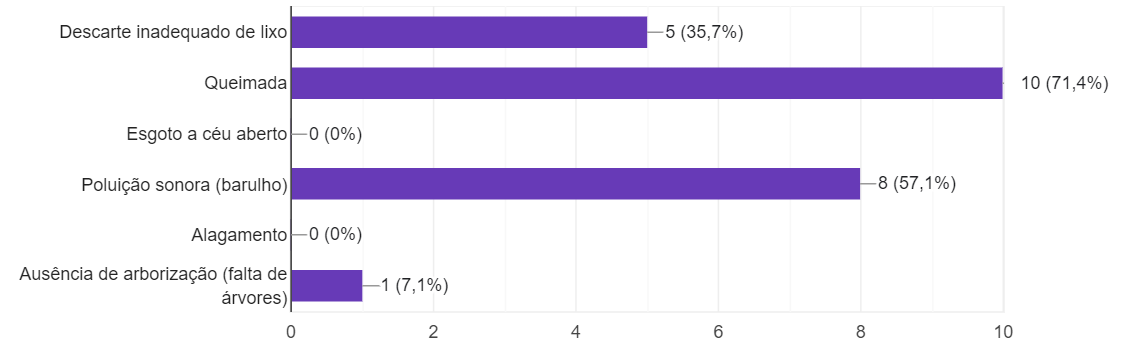 Descarte inadequado de lixo
5 (35,7%)
Queimada
10 (71,4%)
Esgoto a céu aberto
0 (0%)
Poluição sonora (barulho)
8 (57,1%)
Alagamento
0 (0%)
Ausência de arborização (falta de
árvores)
1 (7,1%)
0 2 4 6 8 10